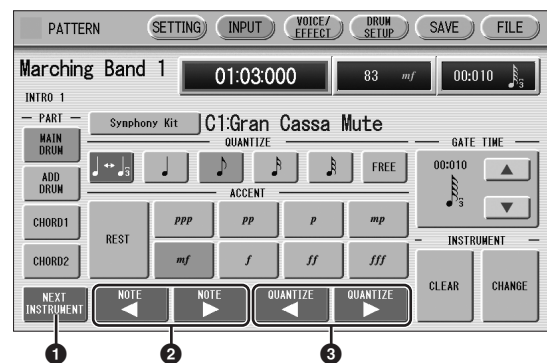 PATTERN SETTING INPUT VOICE/ EFFECT DRUM SETUP SAVE FILE
Marching Band 1 01:03:000 83 mf 00:010 3
INTRO 1
PART Symphony Kit C1:Gran Cassa Mute
MAIN DRUM QUANTIZE GATE TIME
3 FREE 00:010
ADD DRUM ACCENT 3
CHORD1 REST ppp pp p mp
INSTRUMENT
CHORD2 mf f ff fff CLEAR CHANGE
NEXT INSTRUMENT NOTE NOTE QUANTIZE QUANTIZE
1 2 3